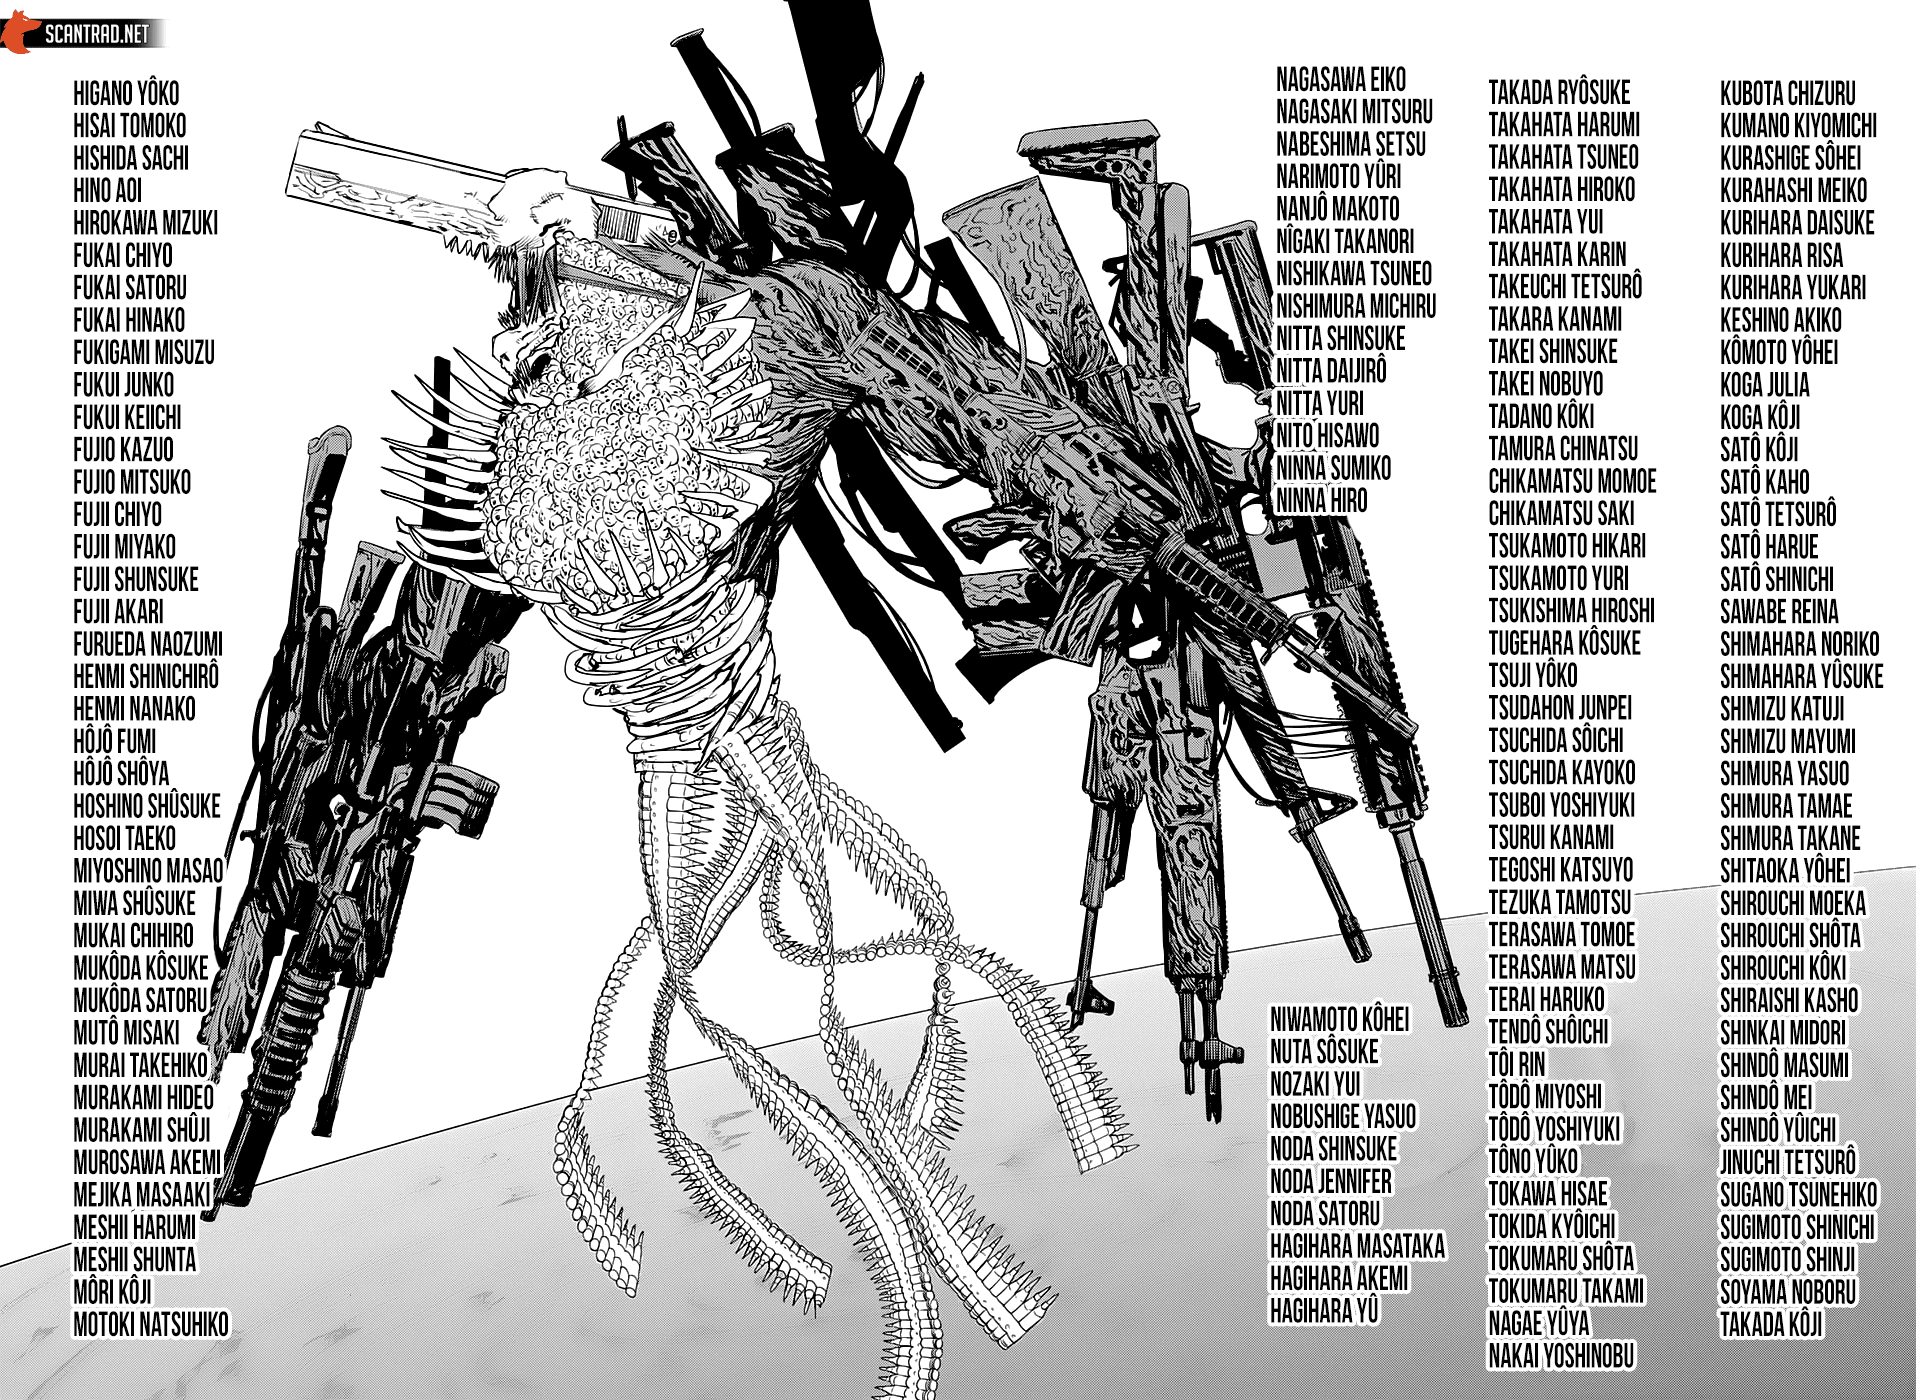 SCANTRAD.NET
HIGANO YÔKO
HISAI TOMOKO
HISHIDA SACHI
HINO AOI
HIROKAWA MIZUKI
FUKAI CHIYO
FUKAI SATORU
FUKAI HINAKO
FUKIGAMI MISUZU
FUKUI JUNKO
FUKUI KEIICHI
FUJIO KAZUO
FUJIO MITSUKO
FUJII CHIYO
FUJII MIYAKO
FUJII SHUNSUKE
FUJII AKARI
FURUEDA NAOZUMI
HENMI SHINICHIRÔ
HENMI NANAKO
HÔJÔ FUMI
HÔJÔ SHÔYA
HOSHINO SHÛSUKE
HOSOI TAEKO
MIYOSHINO MASAO
MIWA SHÛSUKE
MUKAI CHIHIRO
MUKÔDA KÔSUKE
MUKÔDA SATORU
MUTÔ MISAKI
MURAI TAKEHIKO
MURAKAMI HIDEO
MURAKAMI SHÛJI
MUROSAWA AKEMI
MEJIKA MASAAKI
MESHII HARUMI
MESHII SHUNTA
MÔRI KÔJI
MOTOKI NATSUHIKO
NAGASAWA EIKO
NAGASAKI MITSURU
NABESHIMA SETSU
NARIMOTO YÛRI
NANJÔ MAKOTO
NÎGAKI TAKANORI
NISHIKAWA TSUNEO
NISHIMURA MICHIRU
NITTA SHINSUKE
NITTA DAIJIRÔ
NITTA YURI
NITO HISAWO
NINNA SUMIKO
NINNA HIRO
NIWAMOTO KÔHEI
NUTA SÔSUKE
NOZAKI YUI
NOBUSHIGE YASUO
NODA SHINSUKE
NODA JENNIFER
NODA SATORU
HAGIHARA MASATAKA
HAGIHARA AKEMI
HAGIHARA YÛ
TAKADA RYÔSUKE
TAKAHATA HARUMI
TAKAHATA TSUNEO
TAKAHATA HIROKO
TAKAHATA YUI
TAKAHATA KARIN
TAKEUCHI TETSURÔ
TAKARA KANAMI
TAKEI SHINSUKE
TAKEI NOBUYO
TADANO KÔKI
TAMURA CHINATSU
CHIKAMATSU MOMOE
CHIKAMATSU SAKI
TSUKAMOTO HIKARI
TSUKAMOTO YURI
TSUKISHIMA HIROSHI
TUGEHARA KÔSUKE
TSUJI YÔKO
TSUDAHON JUNPEI
TSUCHIDA SÔICHI
TSUCHIDA KAYOKO
TSUBOI YOSHIYUKI
TSURUI KANAMI
TEGOSHI KATSUYO
TEZUKA TAMOTSU
TERASAWA TOMOE
TERASAWA MATSU
TERAI HARUKO
TENDÔ SHÔICHI
TÔI RIN
TÔDÔ MIYOSHI
TÔDÔ YOSHIYUKI
TÔNO YÛKO
TOKAWA HISAE
TOKIDA KYÔICHI
TOKUMARU SHÔTA
TOKUMARU TAKAMI
NAGAE YÛYA
NAKAI YOSHINOBU
KUBOTA CHIZURU
KUMANO KIYOMICHI
KURASHIGE SÔHEI
KURAHASHI MEIKO
KURIHARA DAISUKE
KURIHARA RISA
KURIHARA YUKARI
KESHINO AKIKO
KÔMOTO YÔHEI
KOGA JULIA
KOGA KÔJI
SATÔ KÔJI
SATÔ KAHO
SATÔ TETSURÔ
SATÔ HARUE
SATÔ SHINICHI
SAWABE REINA
SHIMAHARA NORIKO
SHIMAHARA YÛSUKE
SHIMIZU KATUJI
SHIMIZU MAYUMI
SHIMURA YASUO
SHIMURA TAMAE
SHIMURA TAKANE
SHITAOKA YÔHEI
SHIROUCHI MOEKA
SHIROUCHI SHÔTA
SHIROUCHI KÔKI
SHIRAISHI KASHO
SHINKAI MIDORI
SHINDÔ MASUMI
SHINDÔ MEI
SHINDÔ YÛICHI
JINUCHI TETSURÔ
SUGANO TSUNEHIKO
SUGIMOTO SHINICHI
SUGIMOTO SHINJI
SOYAMA NOBORU
TAKADA KÔJI